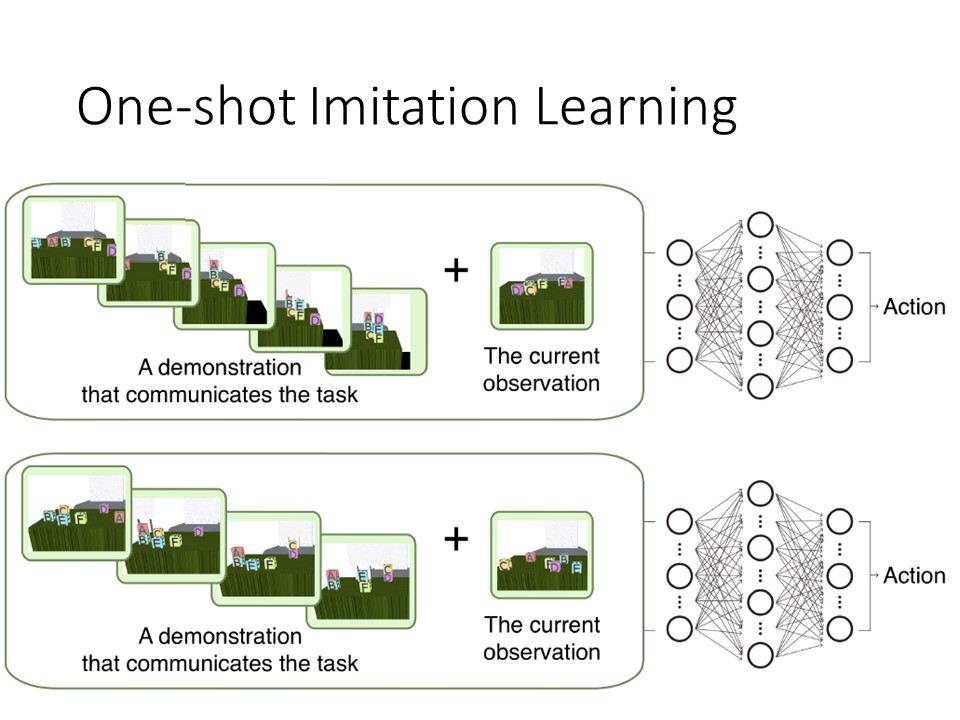 One-shot Imitation Learning
+
A demonstration
that communicates the task
The current
observation
Action
+
A demonstration
that communicates the task
The current
observation
Action